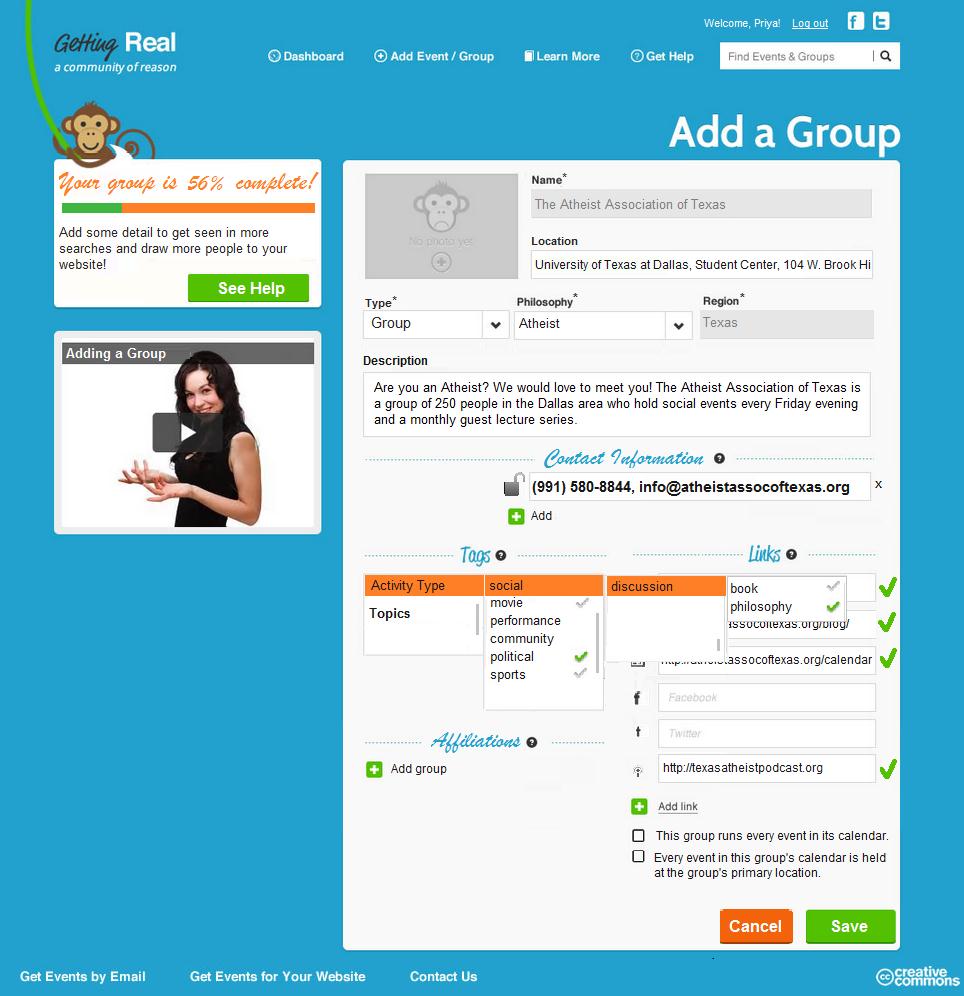 Welcome, Priya! Log out
Getting Real
a community of reason
Dashboard Add Event / Group Learn More Get Help Find Events & Groups
Add a Group
Your group is 56% complete!
Add some detail to get seen in more
searches and draw more people to your
website!
See Help
Adding a Group
No photo yet
Name*
The Atheist Association of Texas
Location
University of Texas at Dallas, Student Center, 104 W. Brook Hi
Type* Philosophy* Region*
Group Atheist Texas
Description
Are you an Atheist? We would love to meet you! The Atheist Association of Texas is
a group of 250 people in the Dallas area who hold social events every Friday evening
and a monthly guest lecture series.
Contact Information ?
(991) 580-8844, info@atheistassocoftexas.org x
Add
Tags ? Links ?
Activity Type social discussion book
Topics movie philosophy
performance
community
political
sports
assocoftexas.org/blog/
http://atheistassocoftexas.org/calendar
Facebook
Twitter
http://texasatheistpodcast.org
Affiliations ?
Add group
Add link
This group runs every event in its calendar.
Every event in this group's calendar is held
at the group's primary location.
Cancel Save
Get Events by Email Get Events for Your Website Contact Us
cc creative
commons